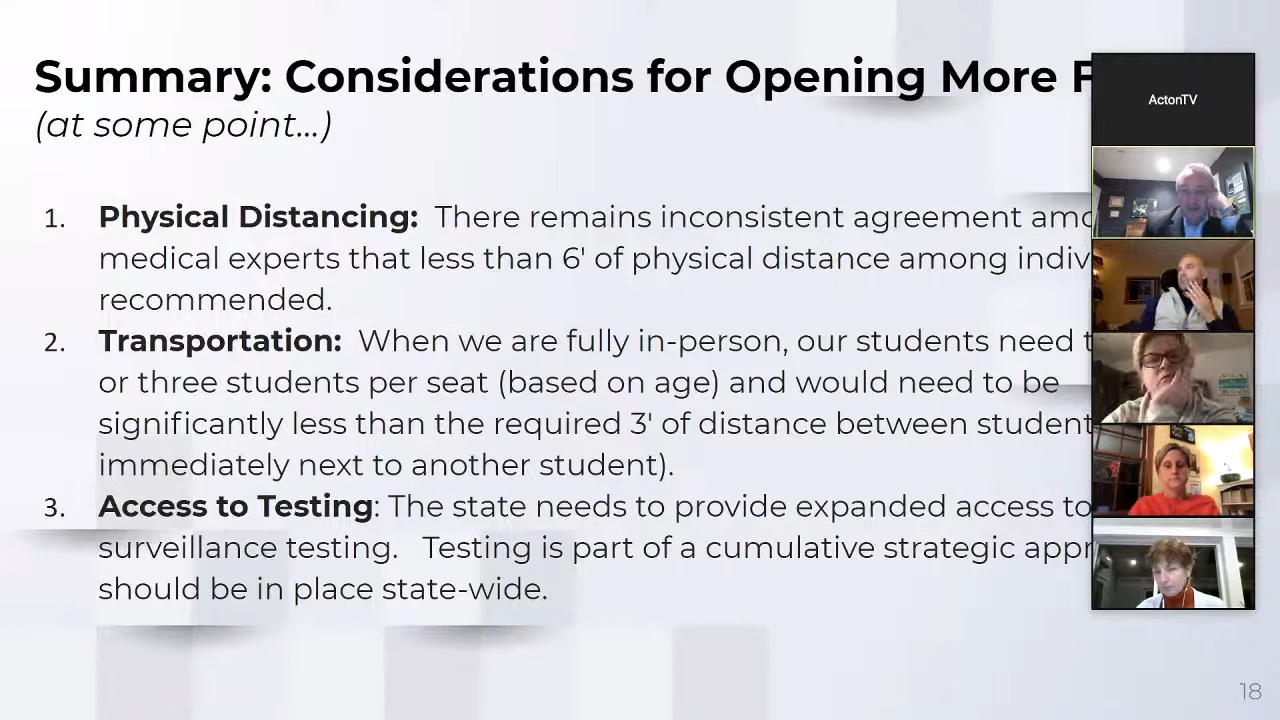 Summary: Considerations for Opening More F
(at some point...)
ActonTV
1. Physical Distancing: There remains inconsistent agreement amo
medical experts that less than 6' of physical distance among indiv
recommended.
2. Transportation: When we are fully in-person, our students need t
or three students per seat (based on age) and would need to be
significantly less than the required 3' of distance between student
immediately next to another student).
3. Access to Testing: The state needs to provide expanded access to
surveillance testing. Testing is part of a cumulative strategic appr
should be in place state-wide.
18